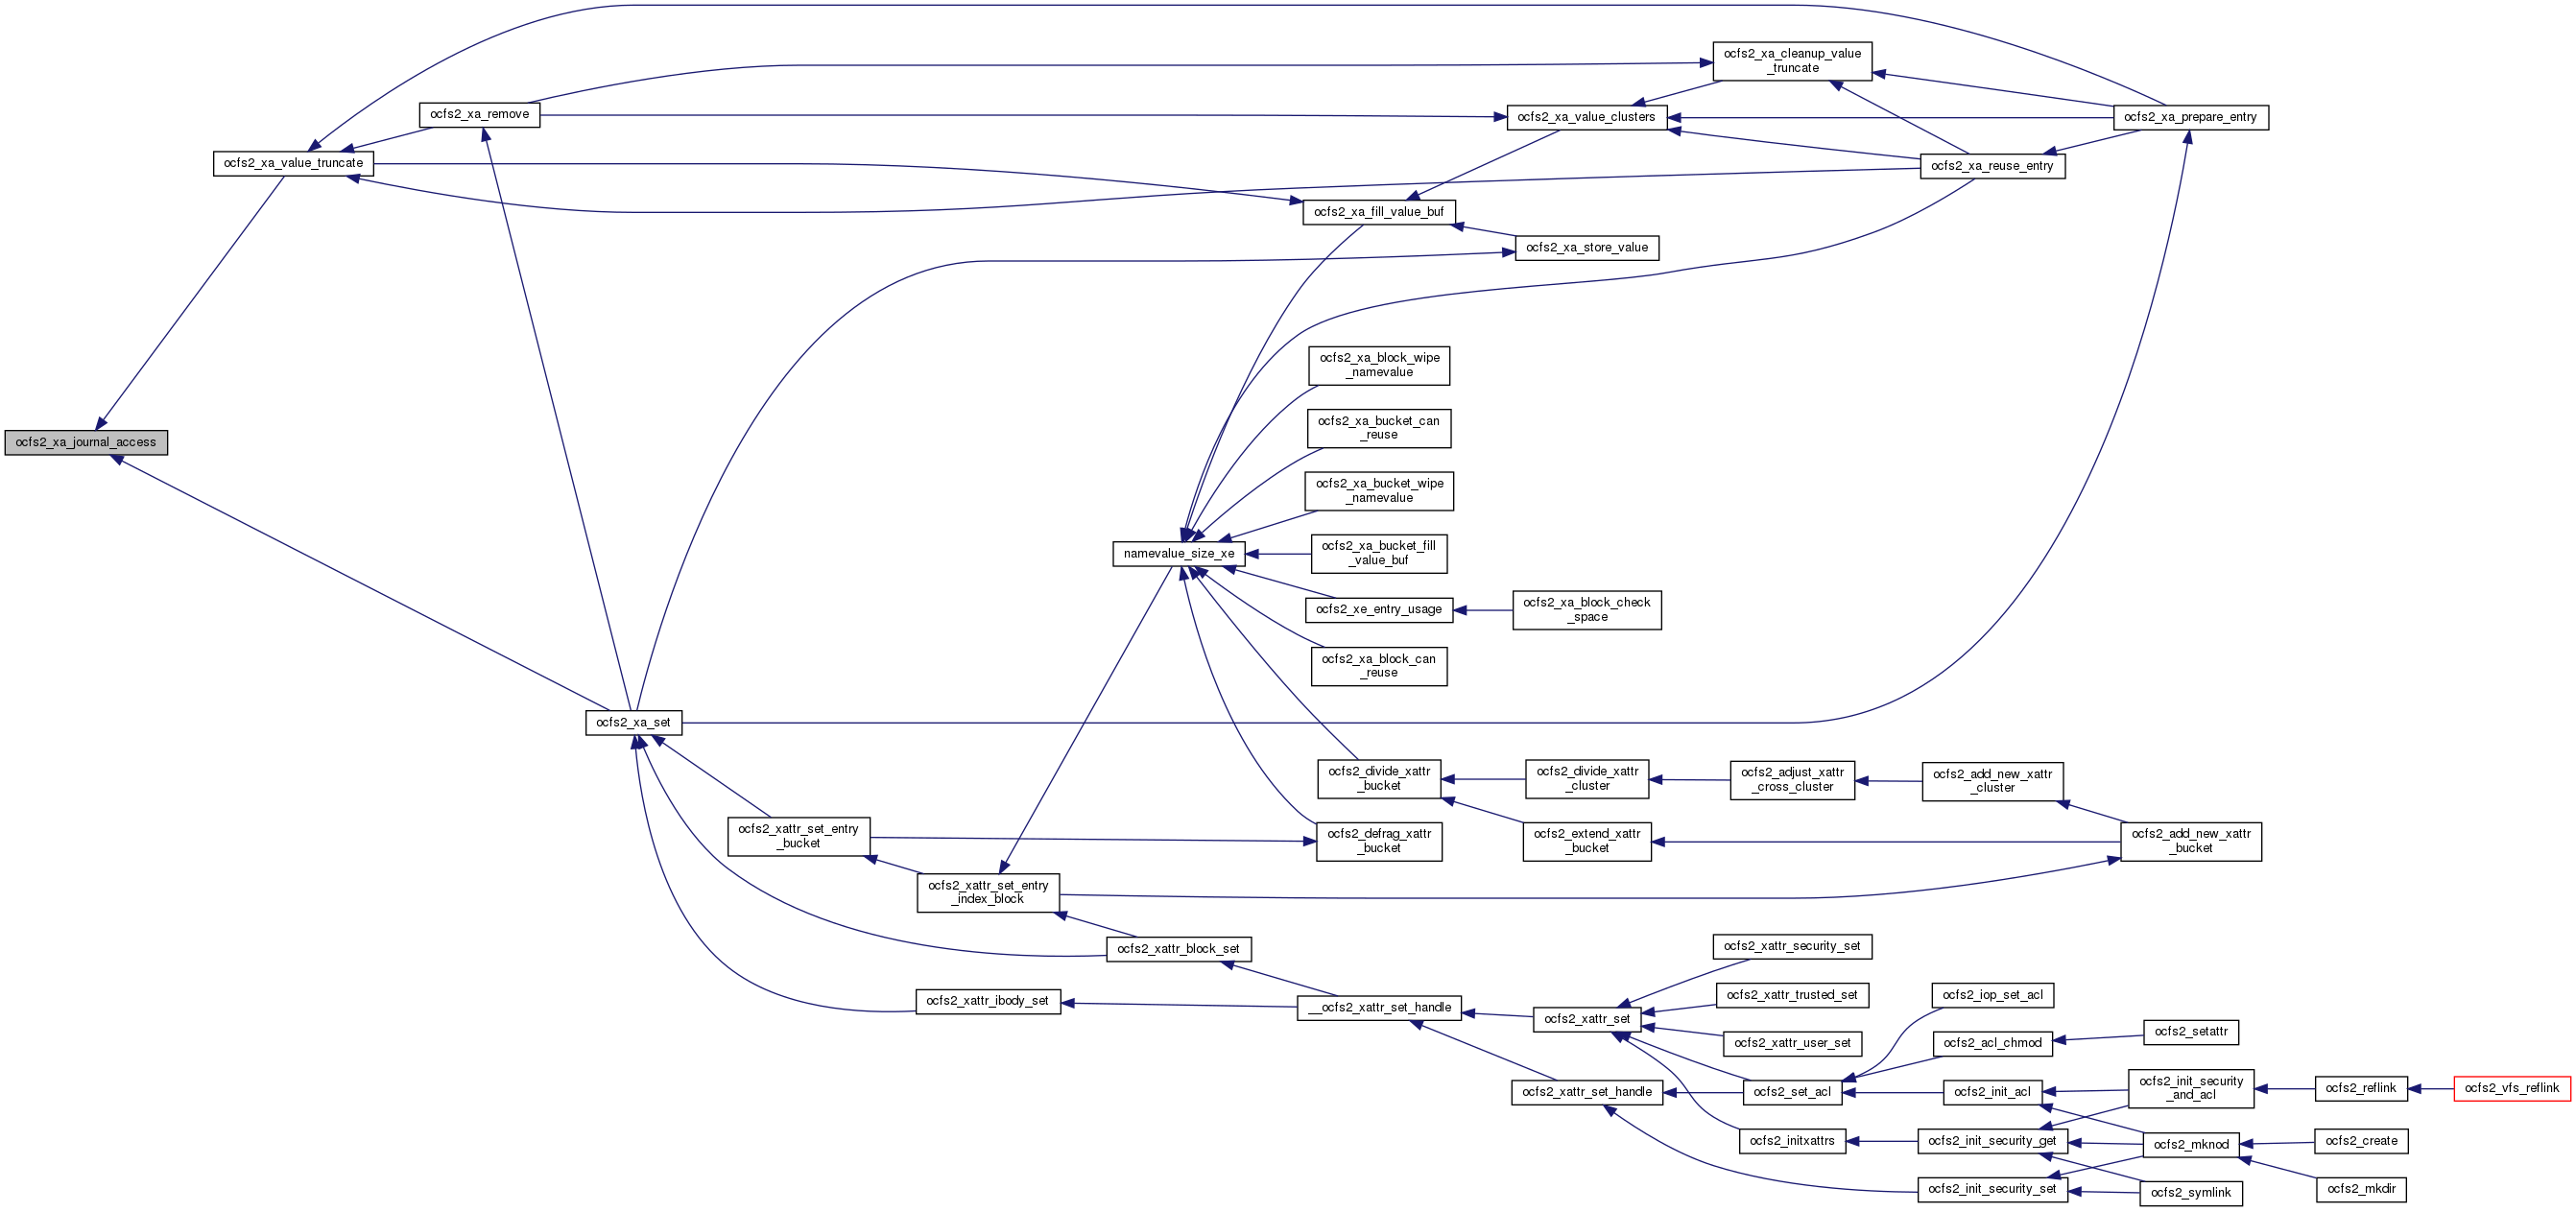 ocfs2_xa_cleanup_value
_truncate
ocfs2_xa_remove
ocfs2_xa_value_clusters
ocfs2_xa_prepare_entry
ocfs2_xa_value_truncate
ocfs2_xa_reuse_entry
ocfs2_xa_fill_value_buf
ocfs2_xa_store_value
ocfs2_xa_block_wipe
_namevalue
ocfs2_xa_bucket_can
_reuse
ocfs2_xa_journal_access
ocfs2_xa_bucket_wipe
_namevalue
namevalue_size_xe
ocfs2_xa_bucket_fill
_value_buf
ocfs2_xe_entry_usage
ocfs2_xa_block_check
_space
ocfs2_xa_block_can
_reuse
ocfs2_xa_set
ocfs2_divide_xattr
_bucket
ocfs2_divide_xattr
_cluster
ocfs2_adjust_xattr
_cross_cluster
ocfs2_add_new_xattr
_cluster
ocfs2_xattr_set_entry
_bucket
ocfs2_defrag_xattr
_bucket
ocfs2_extend_xattr
_bucket
ocfs2_add_new_xattr
_bucket
ocfs2_xattr_set_entry
_index_block
ocfs2_xattr_block_set
ocfs2_xattr_security_set
ocfs2_xattr_ibody_set
__ocfs2_xattr_set_handle
ocfs2_xattr_set
ocfs2_xattr_trusted_set
ocfs2_iop_set_acl
ocfs2_xattr_user_set
ocfs2_acl_chmod
ocfs2_setattr
ocfs2_xattr_set_handle
ocfs2_set_acl
ocfs2_init_acl
ocfs2_init_security
_and_acl
ocfs2_reflink
ocfs2_vfs_reflink
ocfs2_initxattrs
ocfs2_init_security_get
ocfs2_mknod
ocfs2_create
ocfs2_init_security_set
ocfs2_symlink
ocfs2_mkdir